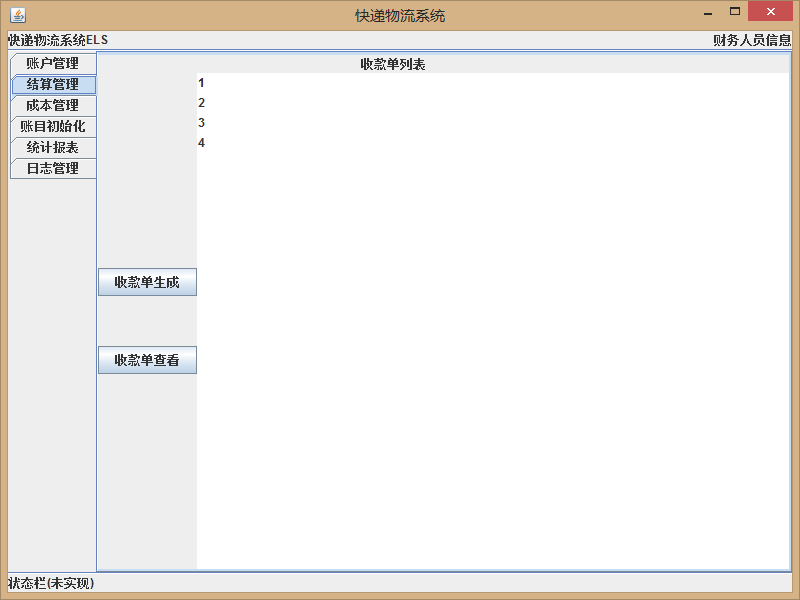 快递物流系统
快递物流系统ELS
财务人员信息
账户管理
结算管理
成本管理
账目初始化
统计报表
日志管理
收款单列表
1
2
3
4
收款单生成
收款单查看
状态栏(未实现)